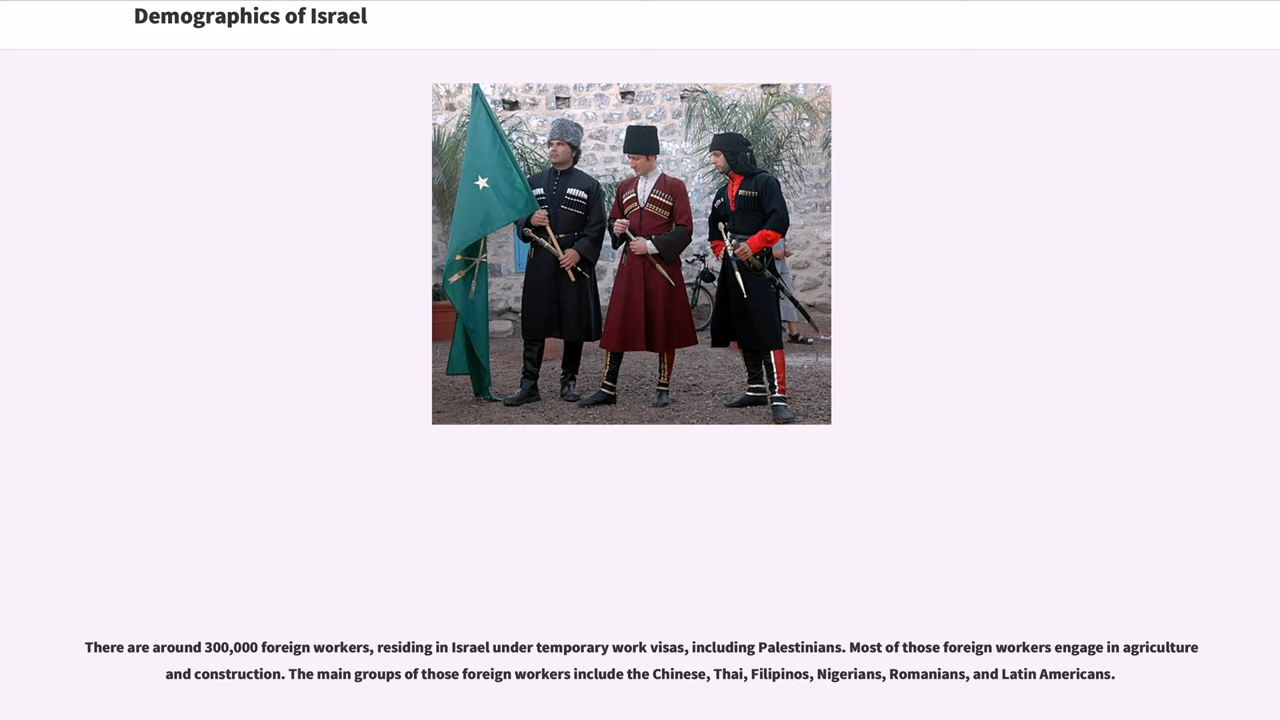 Demographics of Israel
There are around 300,000 foreign workers, residing in Israel under temporary work visas, including Palestinians. Most of those foreign workers engage in agriculture
and construction. The main groups of those foreign workers include the Chinese, Thai, Filipinos, Nigerians, Romanians, and Latin Americans.